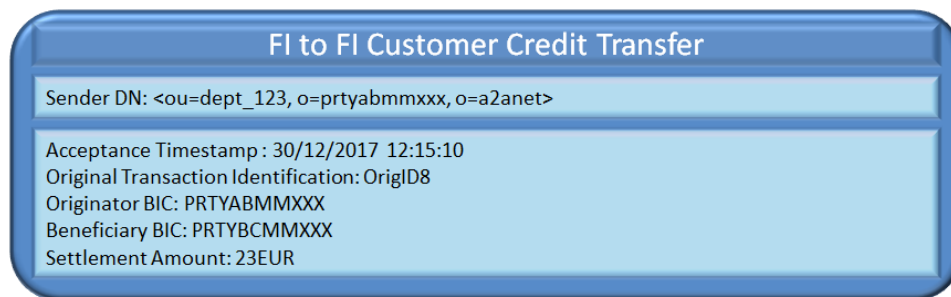 FI to FI Customer Credit Transfer
Sender DN: <ou=dept_123, o=prtyabmmxxx, o=a2anet>
Acceptance Timestamp : 30/12/2017 12:15:10
Original Transaction Identification: OrigID8
Originator BIC: PRTYABMMXXX
Beneficiary BIC: PRTYBCMMXXX
Settlement Amount: 23EUR